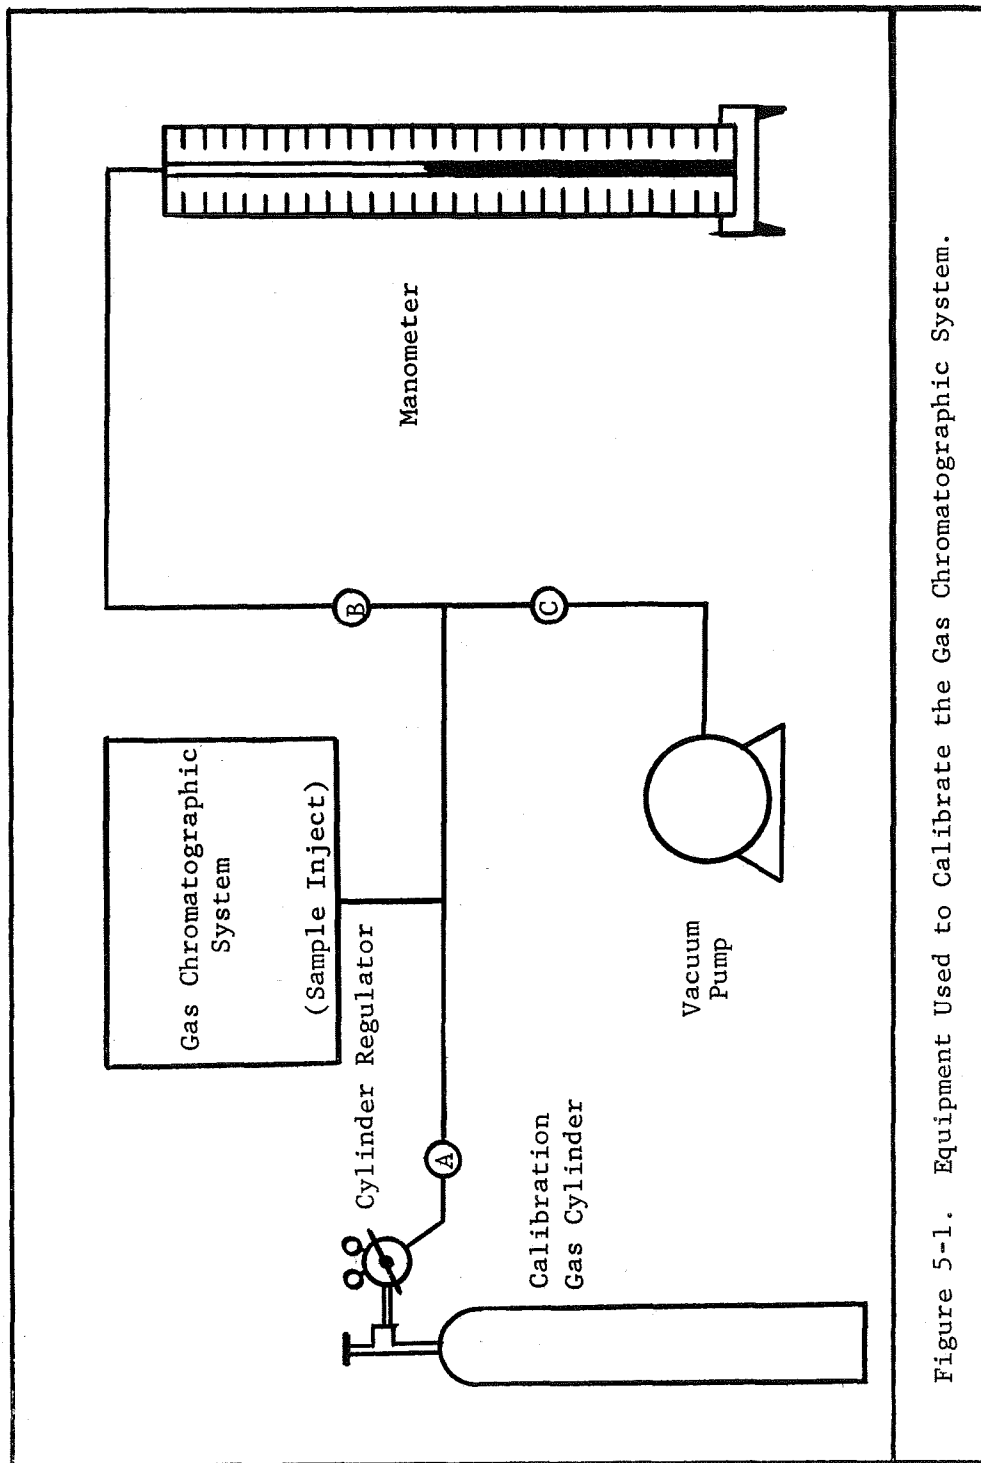 Gas Chromatographic
System
(Sample Inject)
Cylinder Regulator
A
B
C
Manometer
Calibration
Gas Cylinder
Vacuum
Pump
Figure 5-1. Equipment Used to Calibrate the Gas Chromatographic System.